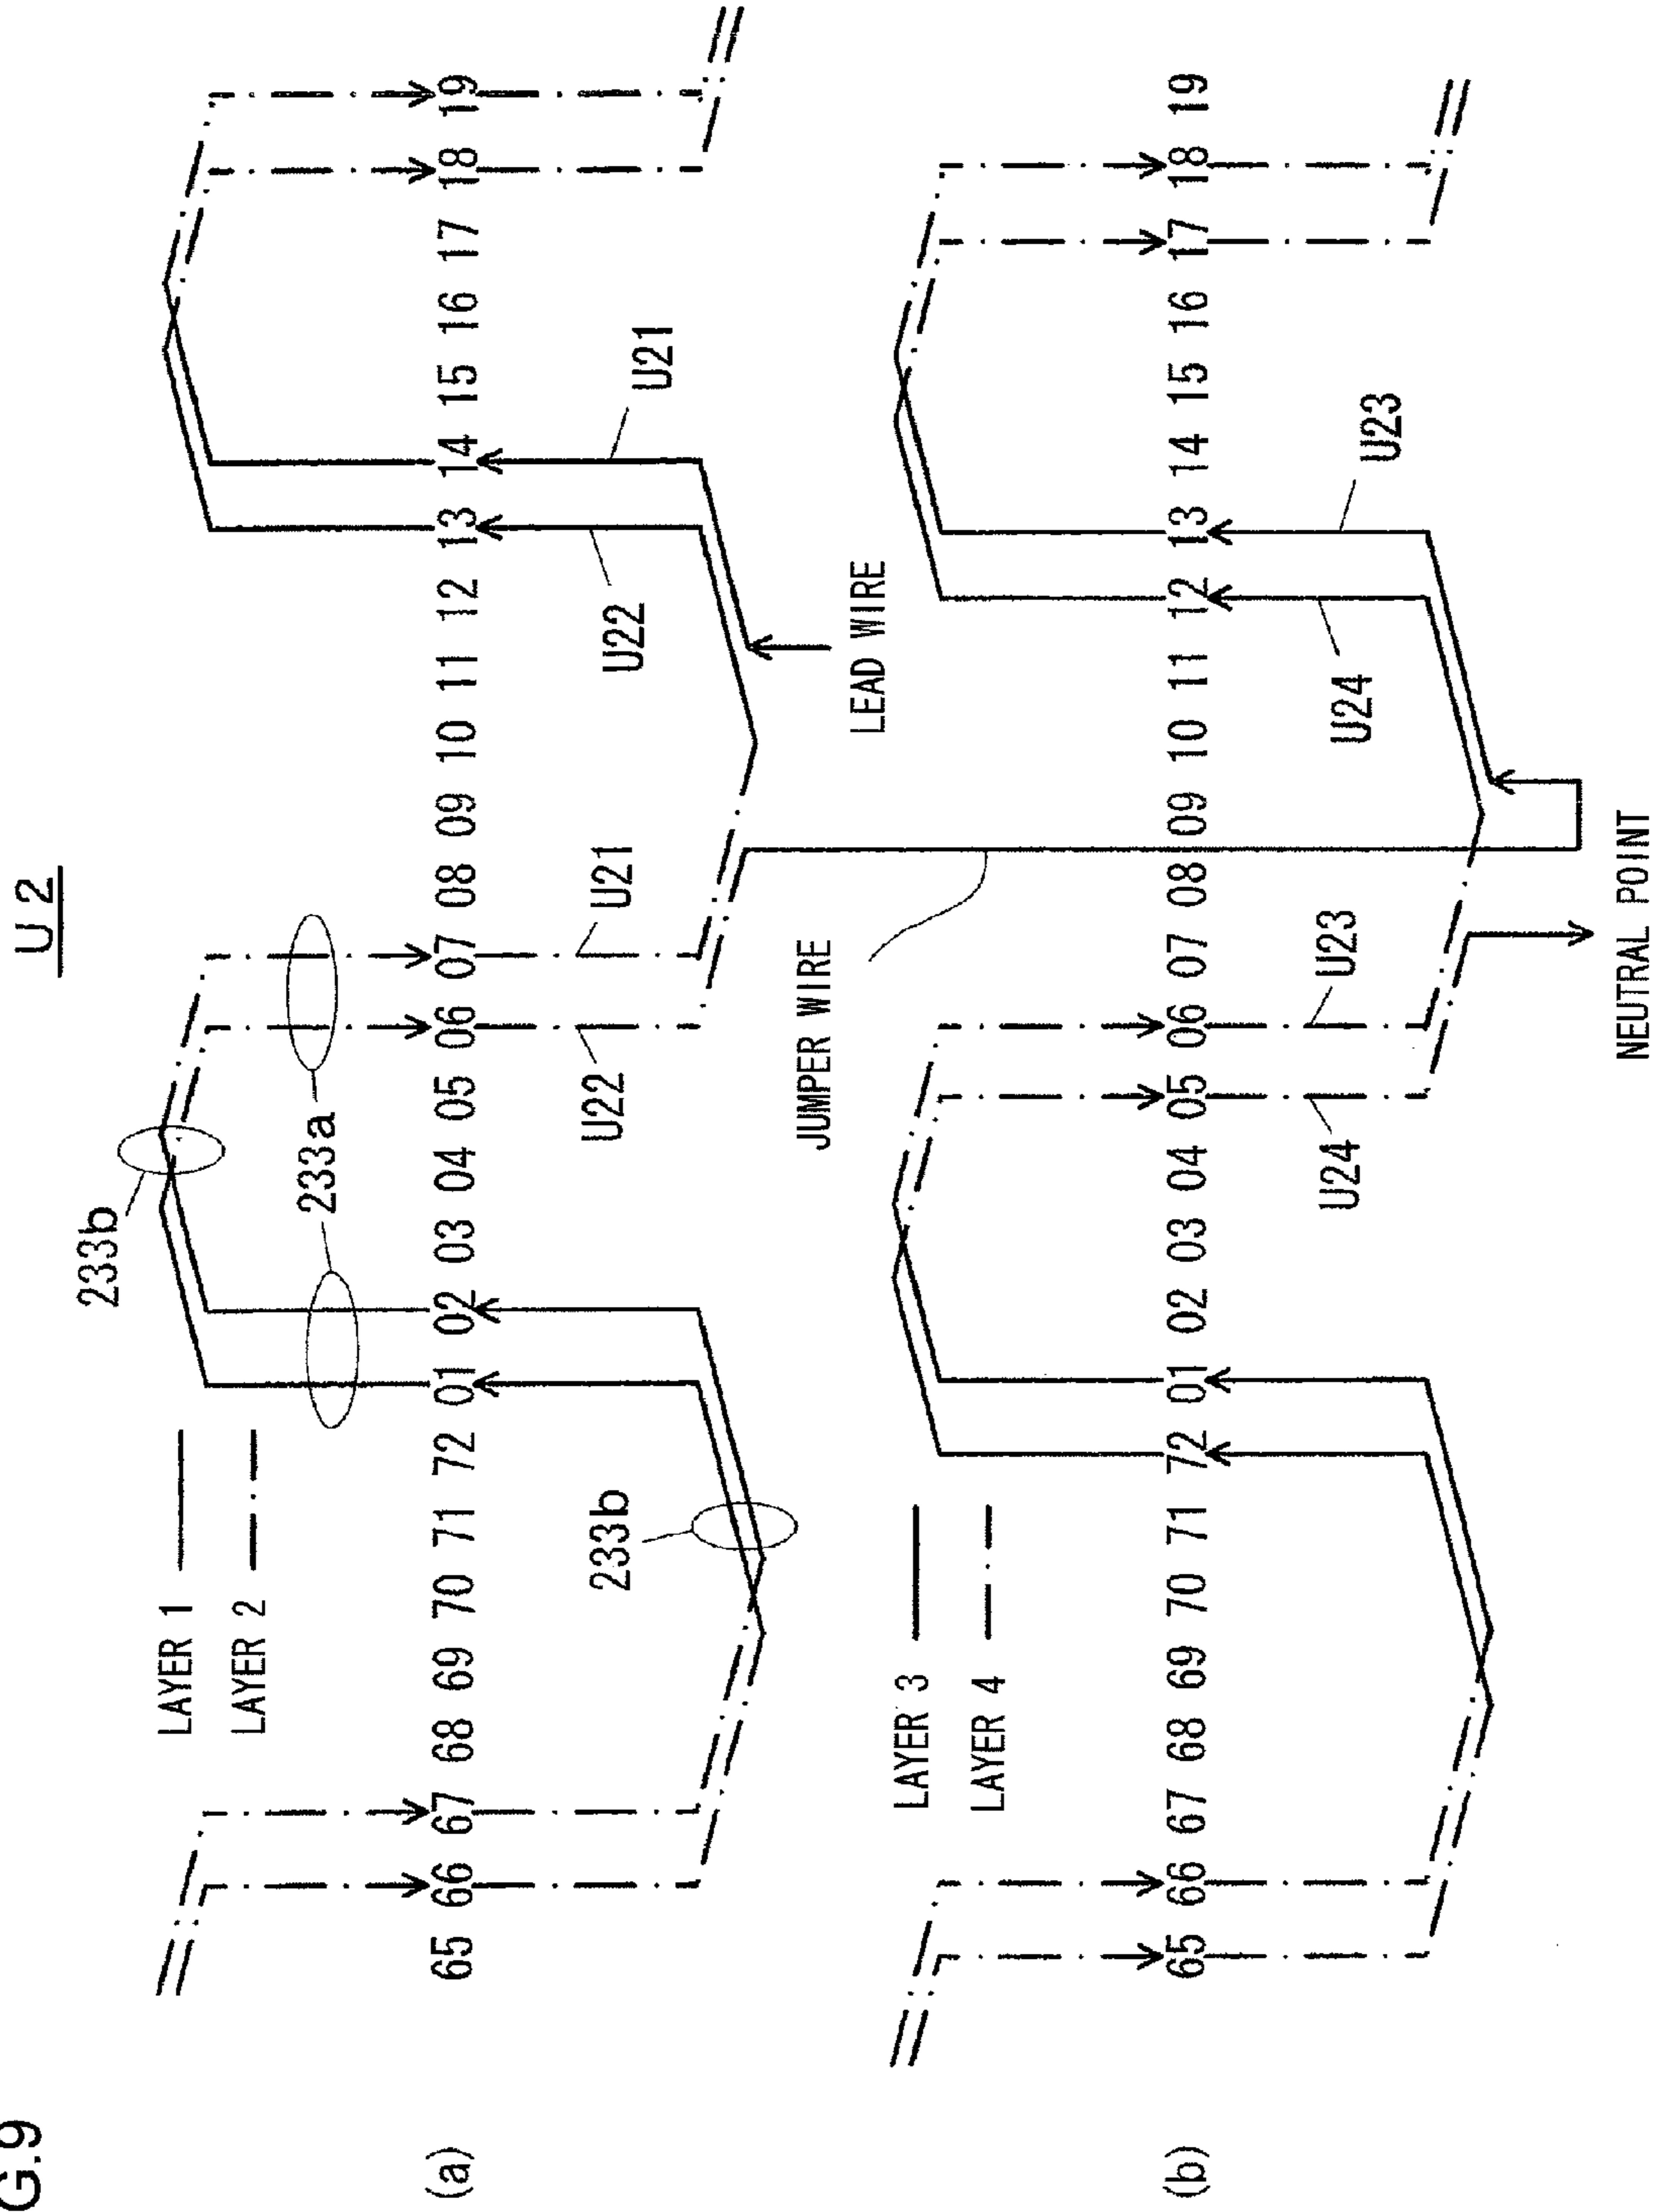 G.9
U2
233b
LAYER 1
LAYER 2
233a
(a)
65 66 67 68 69 70 71 72 01 02 03 04 05 06 07 08 09 10 11 12 13 14 15 16 17 18 19
233b
U22
U21
U22
U21
JUMPER WIRE
LEAD WIRE
LAYER 3
LAYER 4
(b)
65 66 67 68 69 70 71 72 01 02 03 04 05 06 07 08 09 10 11 12 13 14 15 16 17 18 19
U24
U23
U24
U23
NEUTRAL POINT